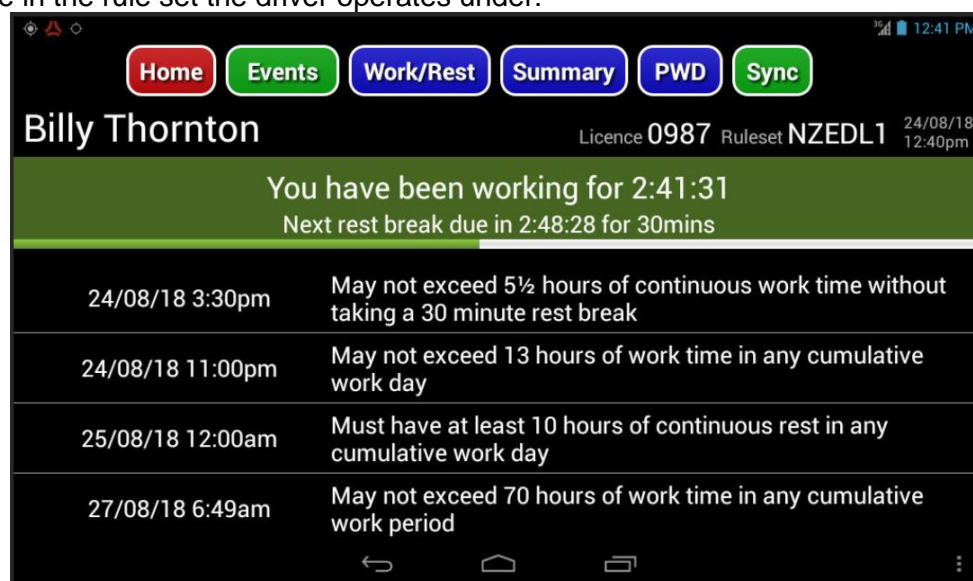 e in the rule set the driver operates under.
3G 12:41 PM
Home Events Work/Rest Summary PWD Sync
Billy Thornton Licence 0987 Ruleset NZEDL1 24/08/18
12:40pm
You have been working for 2:41:31
Next rest break due in 2:48:28 for 30mins
24/08/18 3:30pm May not exceed 5½ hours of continuous work time without
taking a 30 minute rest break
24/08/18 11:00pm May not exceed 13 hours of work time in any cumulative
work day
25/08/18 12:00am Must have at least 10 hours of continuous rest in any
cumulative work day
27/08/18 6:49am May not exceed 70 hours of work time in any cumulative
work period